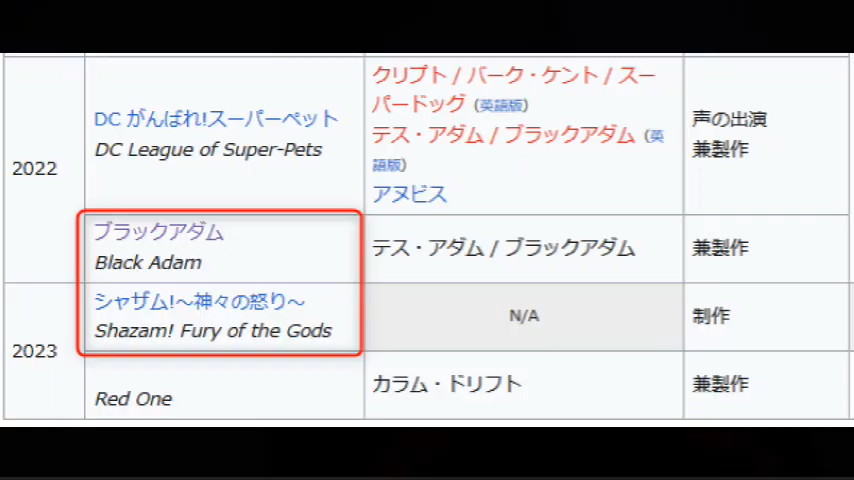 2022
DC がんばれ!スーパーペット
DC League of Super-Pets
クリプト / バーク・ケント / スー
パードッグ（英語版）
テス・アダム / ブラックアダム（英
語版）
アヌビス
声の出演
兼製作
ブラックアダム
Black Adam
テス・アダム / ブラックアダム
兼製作
2023
シャザム!～神々の怒り～
Shazam! Fury of the Gods
N/A
制作
Red One
カラム・ドリフト
兼製作